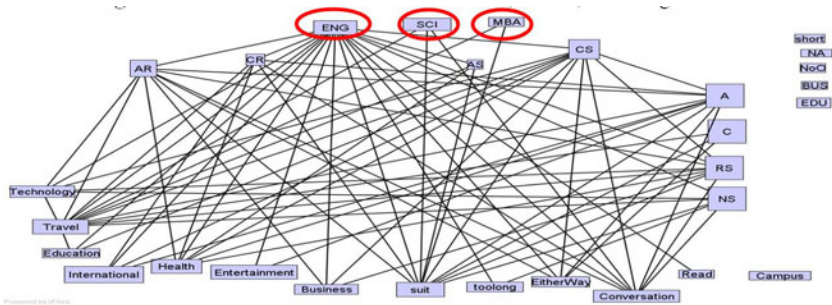 ENG
SCI
MBA
CS
AR
CR
AS
short
NA
NoC
BUS
EDU
A
C
RS
NS
Technology
Travel
Education
International
Health
Entertainment
Business
suit
toolong
EitherWay
Conversation
Read
Campus